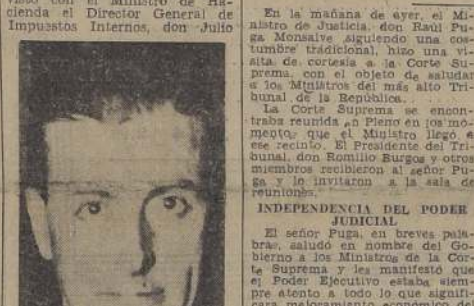 visto con el Ministro de Ha-
cienda el Director General de
Impuestos Internos, don Julio
En la mañana de ayer, el Mi-
nistro de Justicia, don Raúl Pu-
ga Monsalve siguiendo una cos-
tumbre tradicional, hizo una vi-
sita de cortesía a la Corte Su-
prema, con el objeto de saludar
a los Ministros del más alto Tri-
bunal de la República.
La Corte Suprema se encon-
traba reunida en Pleno en los mo-
mentos que el Ministro llegó a
ese recinto. El Presidente del Tri-
bunal, don Romilio Burgos y otros
miembros recibieron al señor Pu-
ga y lo invitaron a la sala de
reuniones.
INDEPENDENCIA DEL PODER
JUDICIAL
El señor Puga, en breves pala-
bras, saludó en nombre del Go-
bierno a los Ministros de la Cor-
te Suprema y les manifestó que
el Poder Ejecutivo estaba siem-
pre atento a todo lo que signifi-
cara mejoramiento económico de